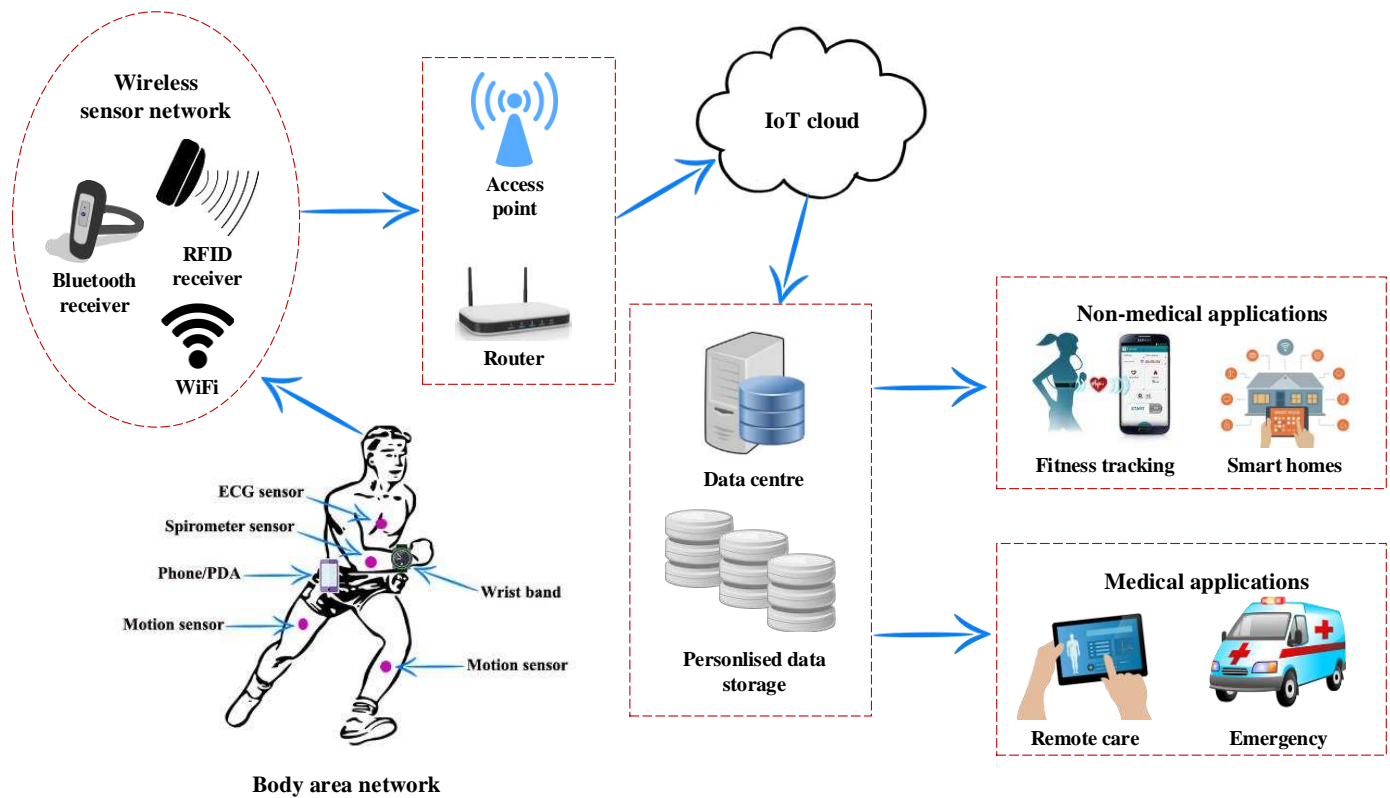 Wireless
sensor network
RFID
receiver
Bluetooth
receiver
WiFi
Access
point
Router
IoT cloud
Data centre
Personlised data
storage
Non-medical applications
START
Fitness tracking
Smart homes
Medical applications
Remote care
Emergency
ECG sensor
Spirometer sensor
Phone/PDA
Wrist band
Motion sensor
Motion sensor
Body area network